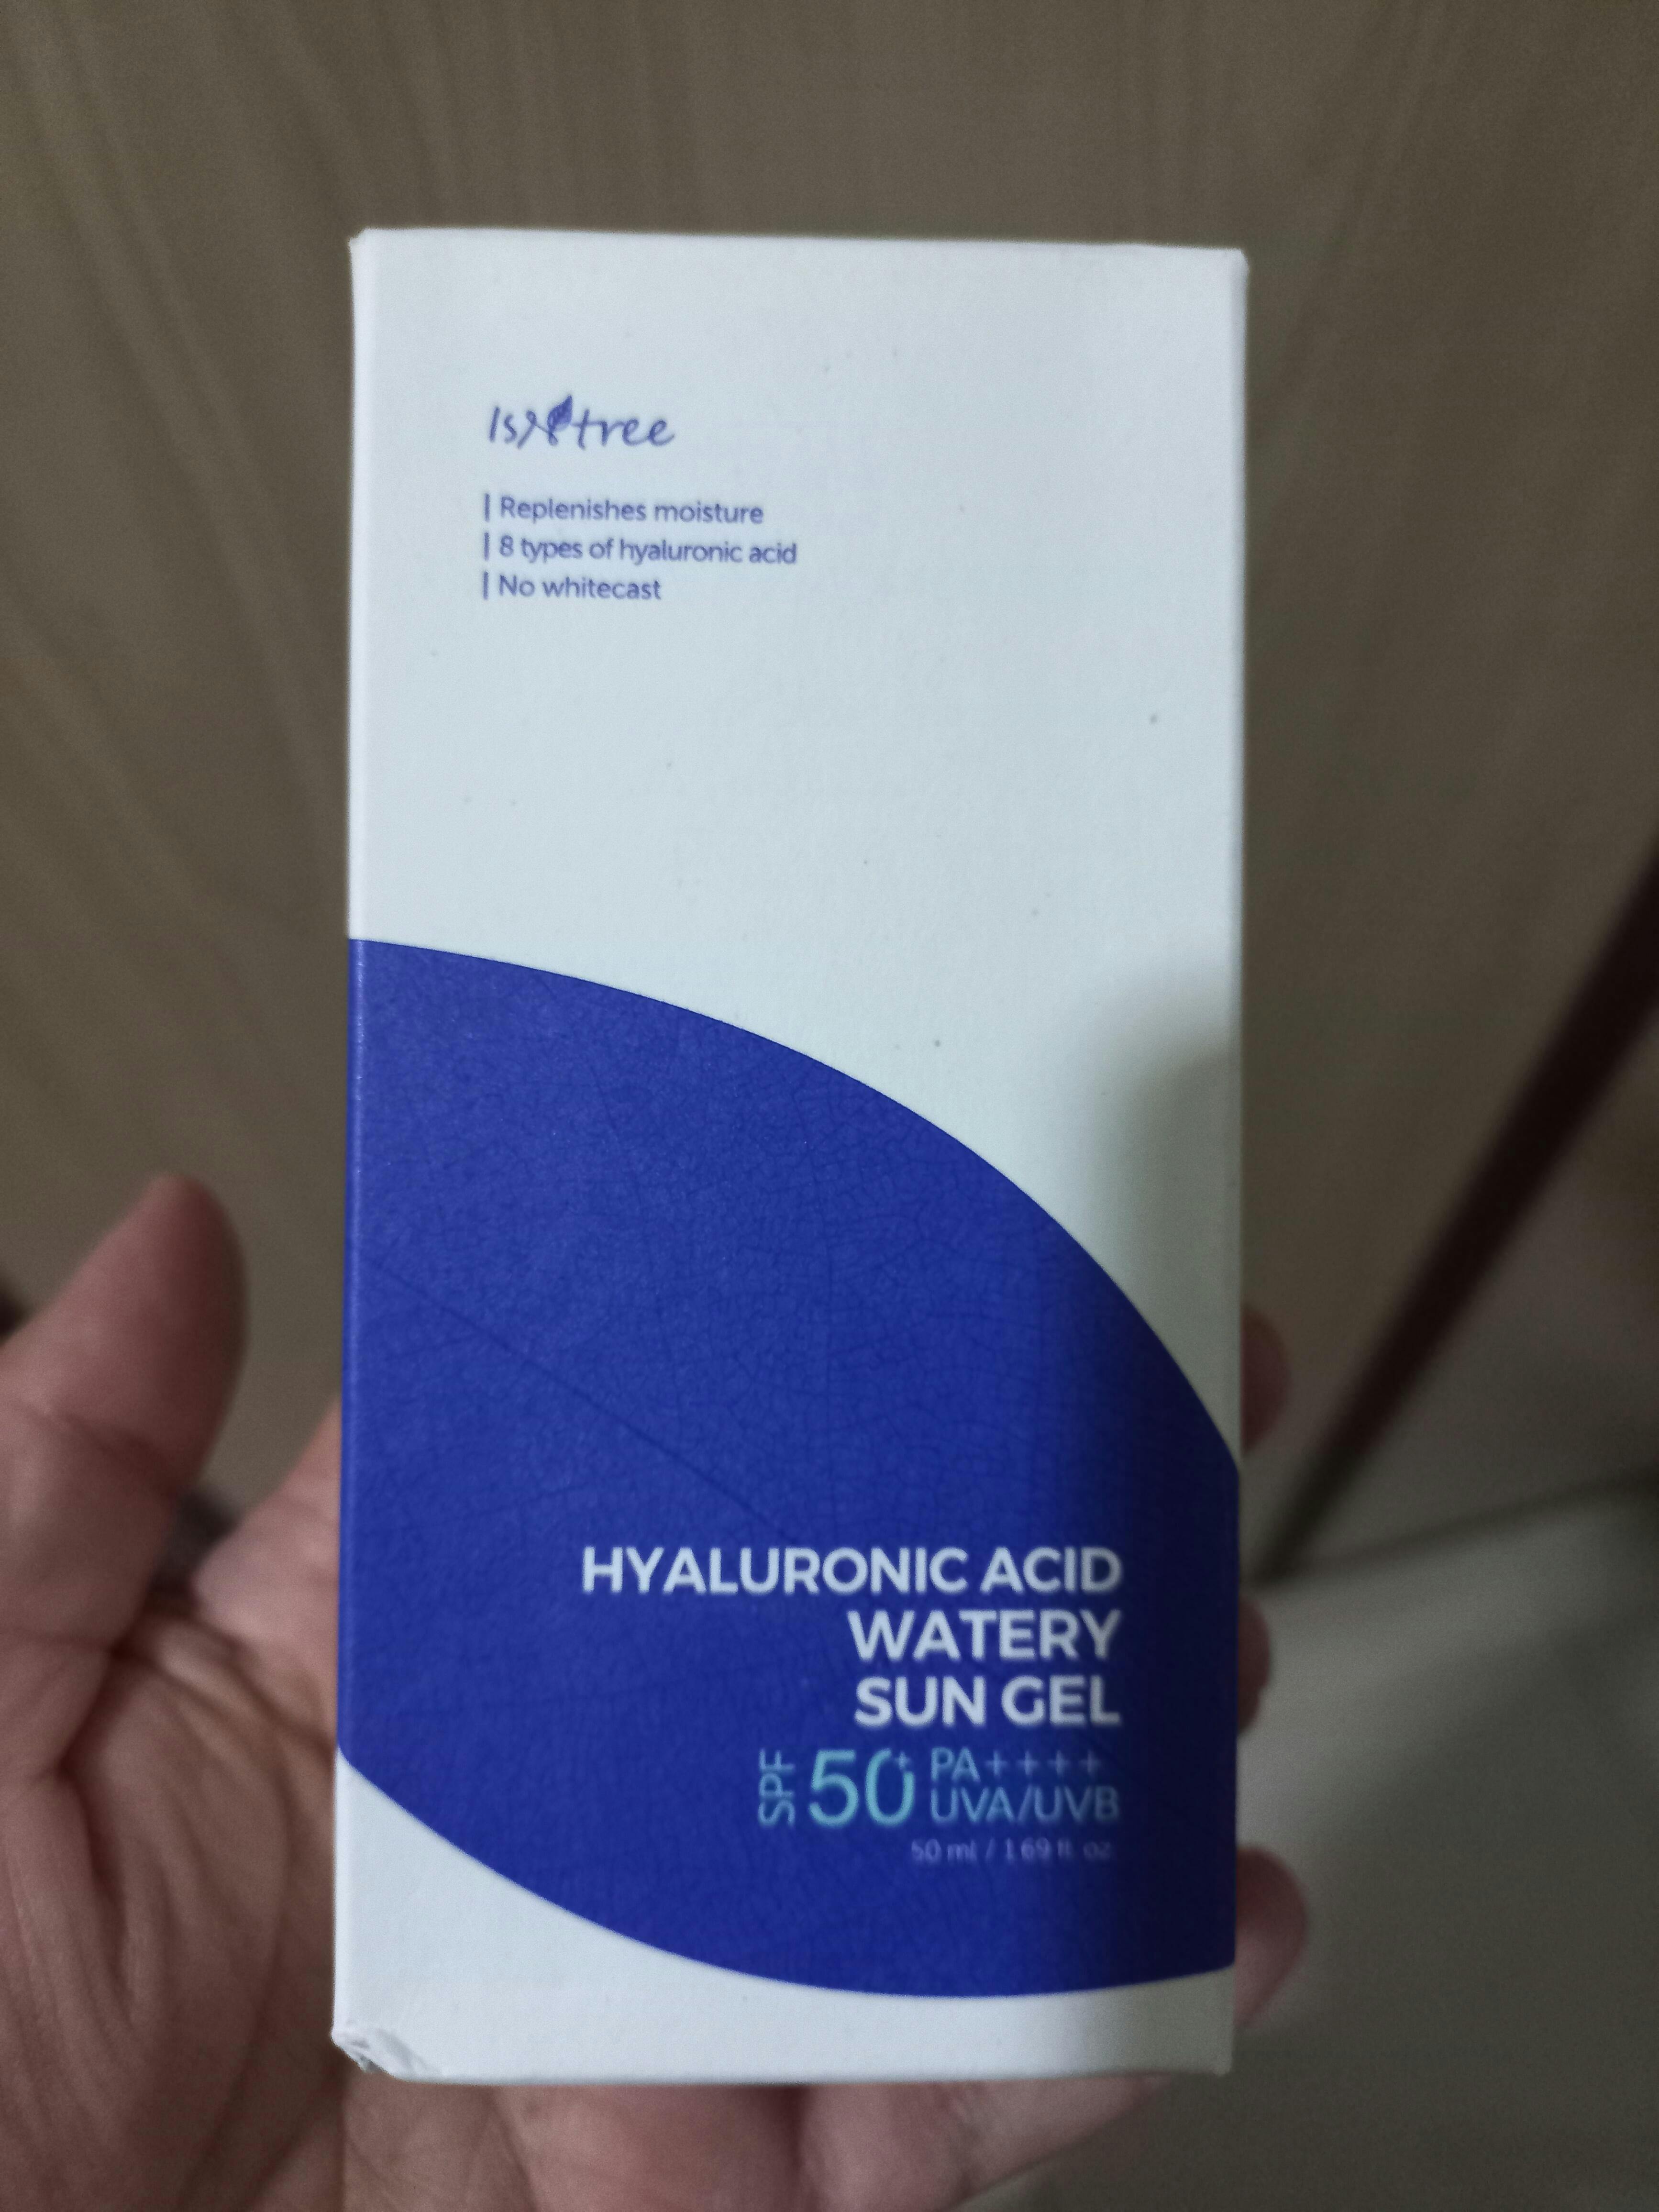 Isntree
Replenishes moisture
8 types of hyaluronic acid
No whitecast
HYALURONIC ACID
WATERY
SUN GEL
SPF 50+ PA++++
UVA/UVB
50 ml / 1.69 fl. oz